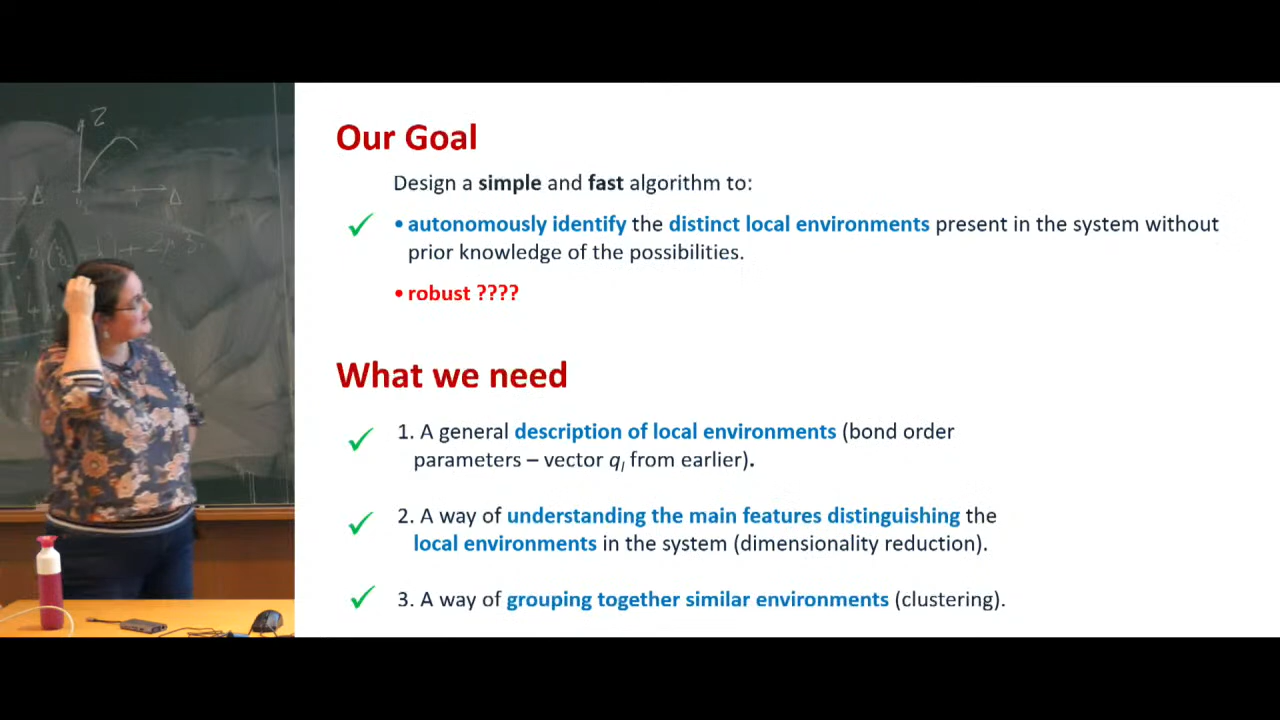 Our Goal
Design a simple and fast algorithm to:
• autonomously identify the distinct local environments present in the system without
prior knowledge of the possibilities.
• robust ????
What we need
1. A general description of local environments (bond order
parameters – vector qₗ from earlier).
2. A way of understanding the main features distinguishing the
local environments in the system (dimensionality reduction).
3. A way of grouping together similar environments (clustering).